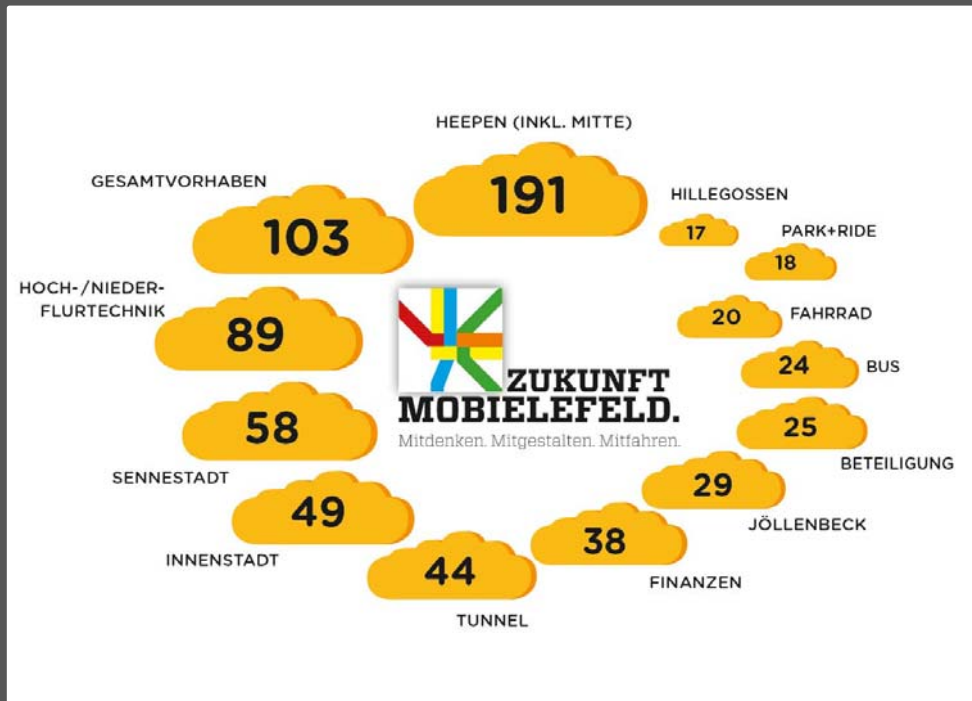 HEEPEN (INKL. MITTE)
191
GESAMTVORHABEN
103
HILLEGOSSEN
17
PARK+RIDE
18
HOCH-/NIEDER-
FLURTECHNIK
89
20
FAHRRAD
24
BUS
ZUKUNFT
MOBIELEFELD.
Mitdenken. Mitgestalten. Mitfahren.
58
SENNESTADT
25
BETEILIGUNG
29
JÖLLENBECK
49
INNENSTADT
38
FINANZEN
44
TUNNEL